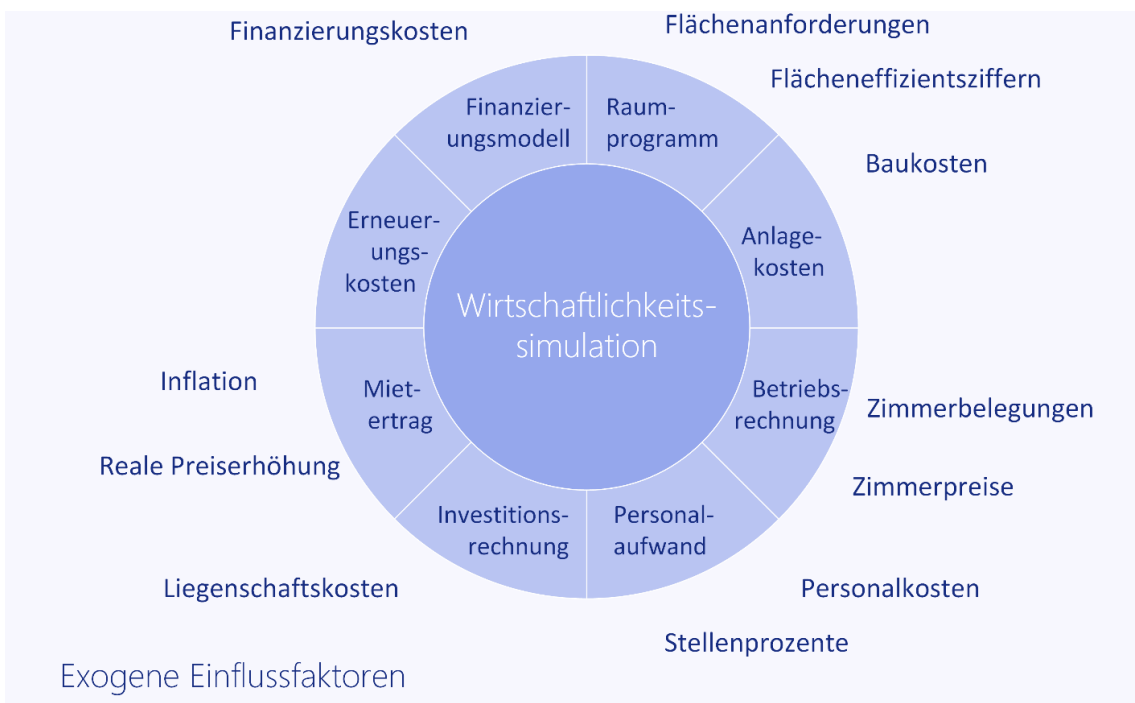 Finanzierungskosten
Flächenanforderungen
Flächeneffizientsziffern
Baukosten
Finanzier-
ungsmodell
Raum-
programm
Erneuer-
ungs-
kosten
Anlage-
kosten
Wirtschaftlichkeits-
simulation
Inflation
Reale Preiserhöhung
Miet-
ertrag
Betriebs-
rechnung
Zimmerbelegungen
Zimmerpreise
Investitions-
rechnung
Personal-
aufwand
Liegenschaftskosten
Personalkosten
Stellenprozente
Exogene Einflussfaktoren